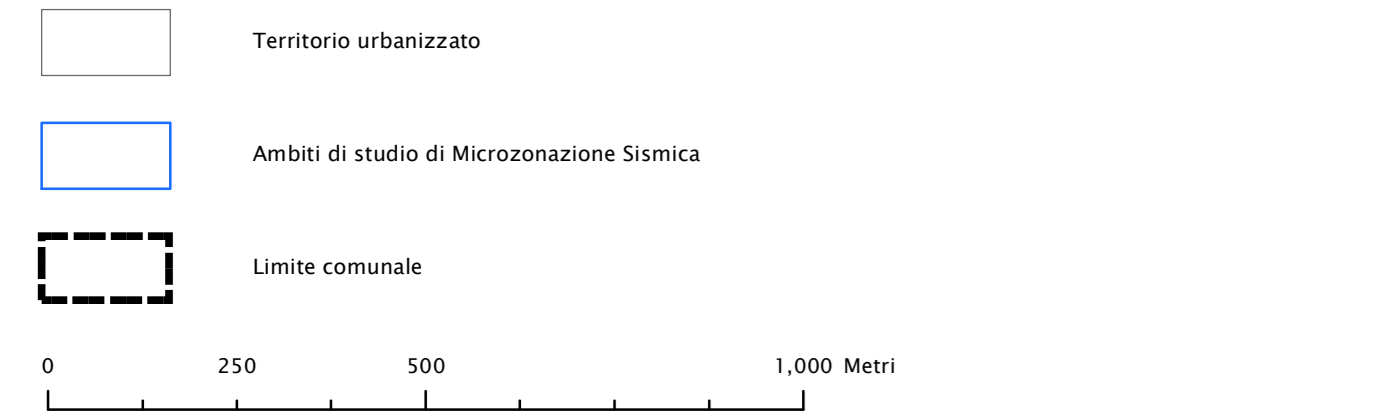 Territorio urbanizzato
Ambiti di studio di Microzonazione Sismica
Limite comunale
0 250 500 1,000 Metri